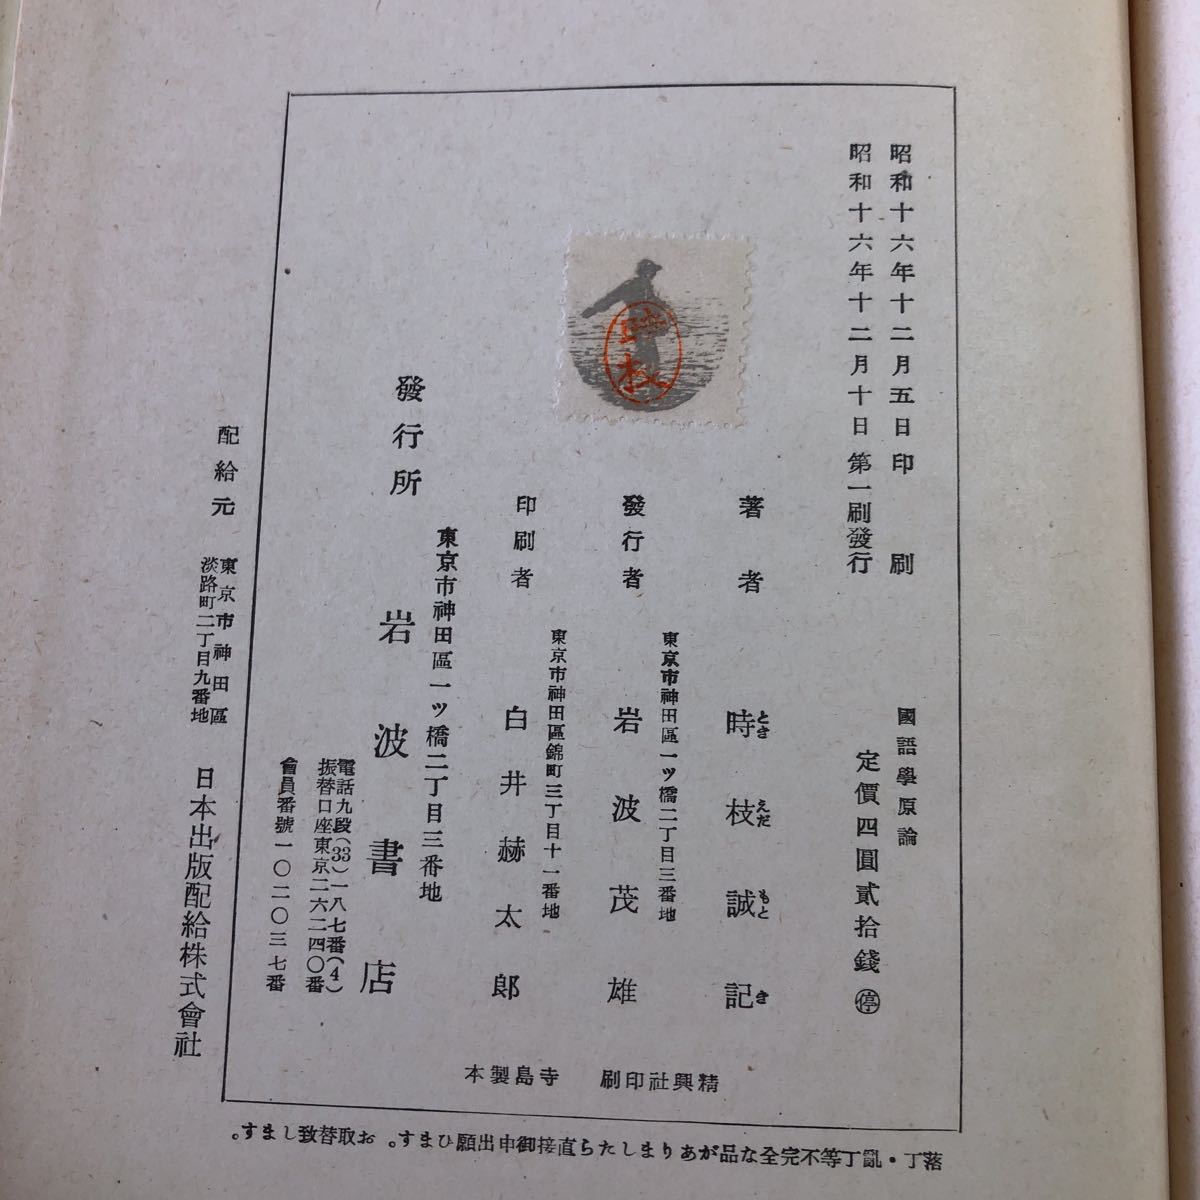 昭和十六年十二月五日印刷
昭和十六年十二月十日第一刷發行
國語學原論
定價四圓貳拾錢 停
時枝
著者
時枝誠記
とき えだ もと き
發行者
東京市神田區一ツ橋二丁目三番地
岩波茂雄
印刷者
東京市神田區錦町三丁目十一番地
白井赫太郎
發行所
東京市神田區一ツ橋二丁目三番地
岩波書店
電話九段(33)一八七番(4)
振替口座東京二六二四〇番
會員番號一〇二〇三七番
精興社印刷 寺島製本
配給元
東京市神田區
淡路町二丁目九番地
日本出版配給株式會社
落丁・亂丁等不完全な品がありましたら直接御申出願ひます。お取替致します。